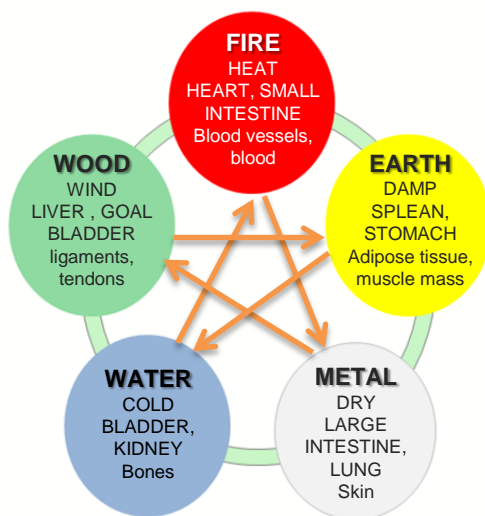 FIRE
HEAT
HEART, SMALL
INTESTINE
Blood vessels,
blood
WOOD
WIND
LIVER , GOAL
BLADDER
ligaments,
tendons
EARTH
DAMP
SPLEAN,
STOMACH
Adipose tissue,
muscle mass
WATER
COLD
BLADDER,
KIDNEY
Bones
METAL
DRY
LARGE
INTESTINE,
LUNG
Skin